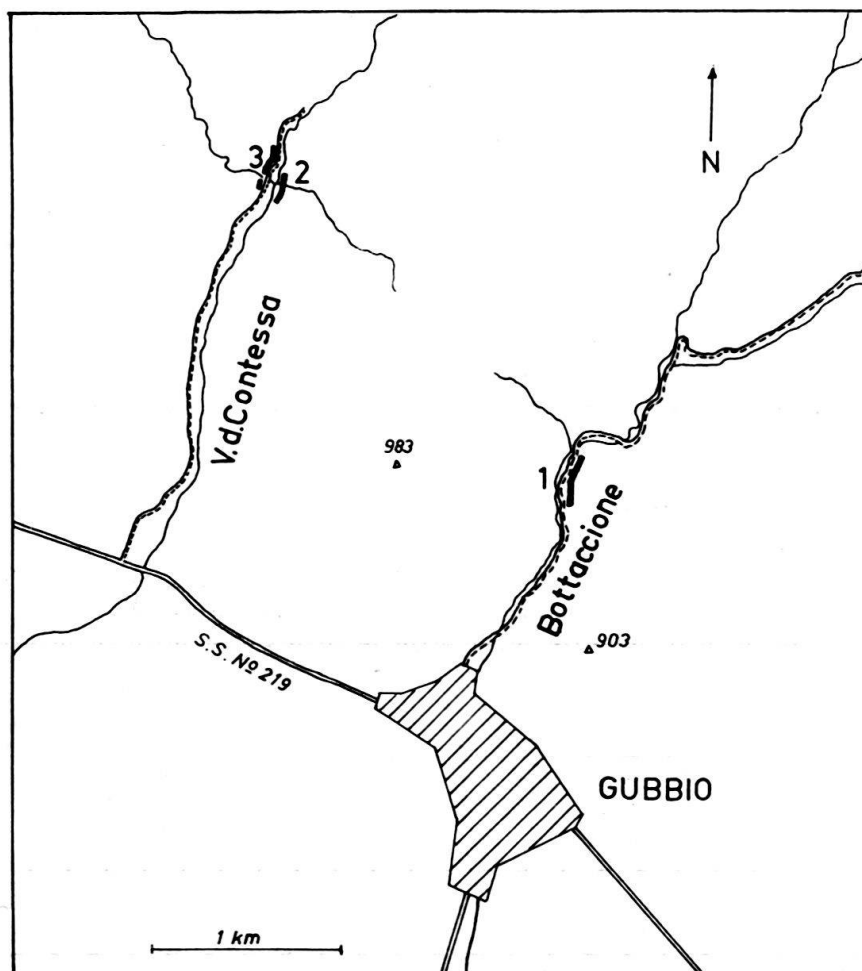 3
2
N
V.d.Contessa
983
1
Bottaccione
903
S.S. Nº 219
GUBBIO
1 km